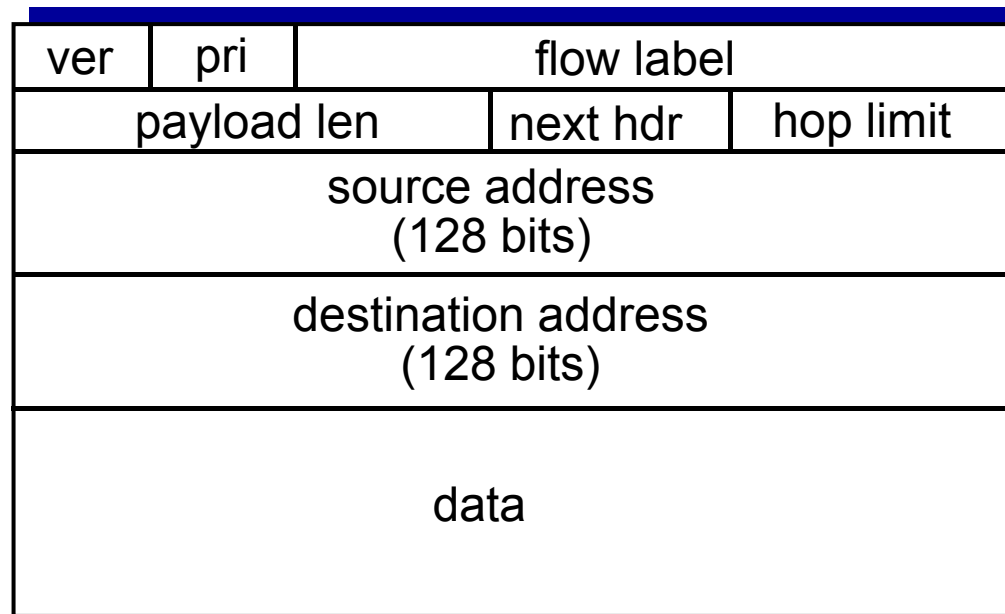 ver pri flow label
payload len next hdr hop limit
source address
(128 bits)
destination address
(128 bits)
data